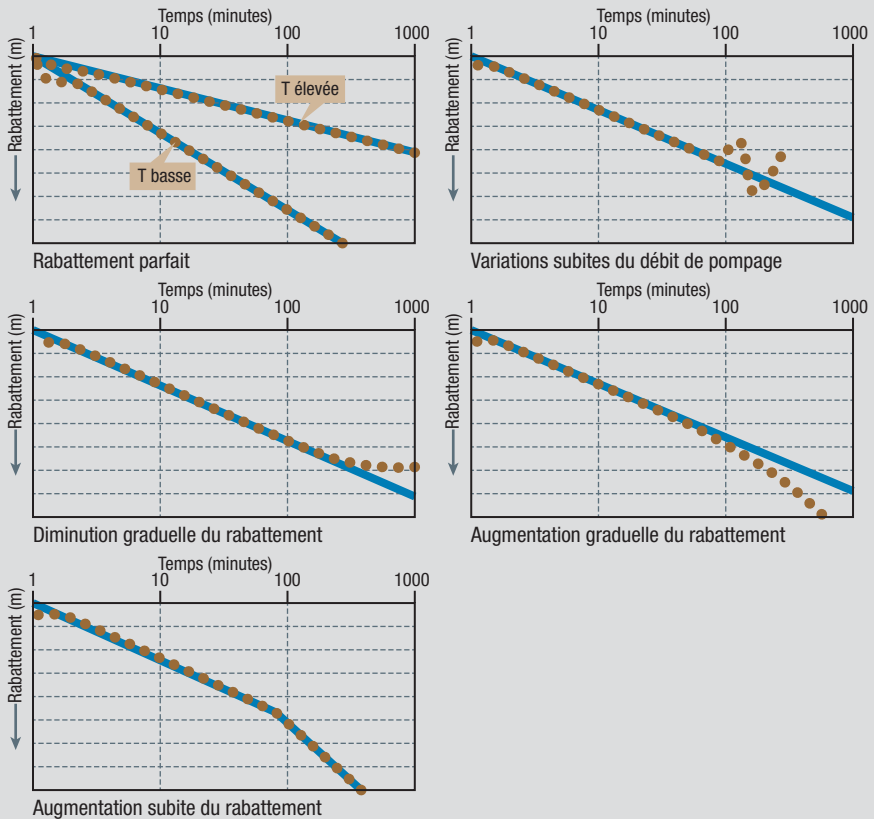 Temps (minutes)
1 10 100 1000
Rabattement (m)
T élevée
T basse
Rabattement parfait
Temps (minutes)
1 10 100 1000
Rabattement (m)
Variations subites du débit de pompage
Temps (minutes)
1 10 100 1000
Rabattement (m)
Diminution graduelle du rabattement
Temps (minutes)
1 10 100 1000
Rabattement (m)
Augmentation graduelle du rabattement
Temps (minutes)
1 10 100 1000
Rabattement (m)
Augmentation subite du rabattement